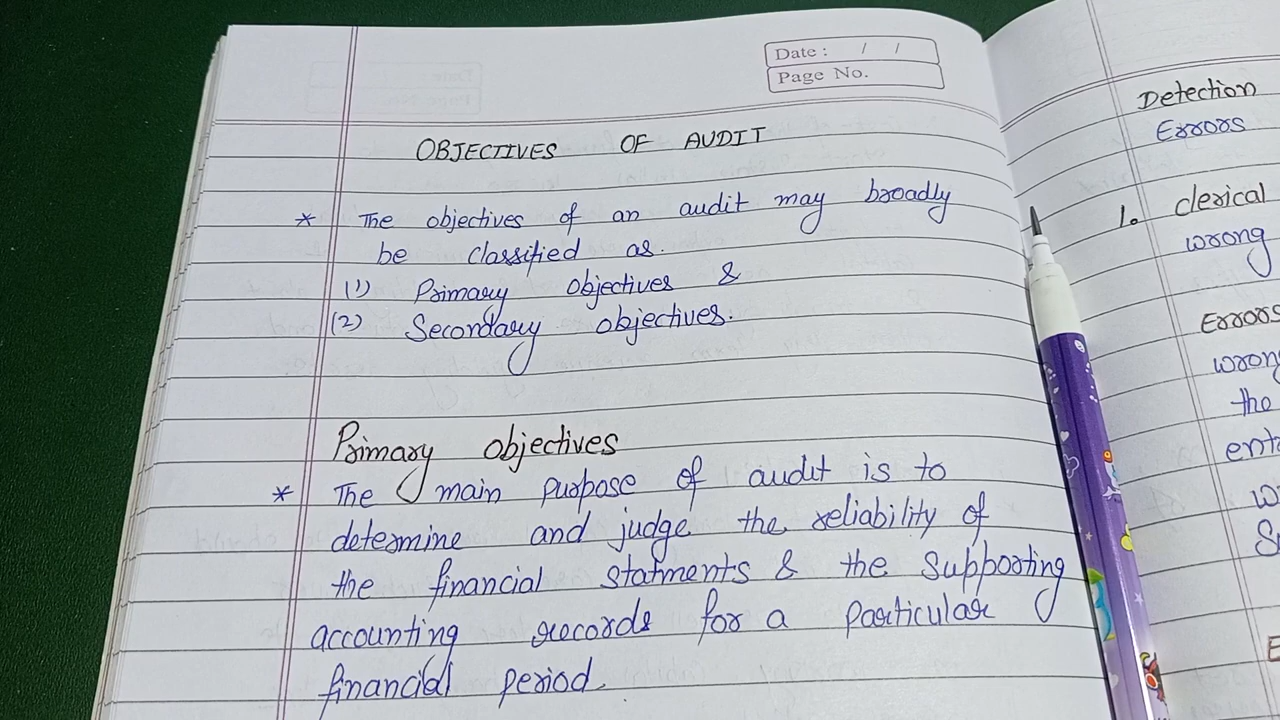 Date : / /
Page No.
OBJECTIVES OF AUDIT
* The objectives of an audit may broadly
be classified as.
(1) Primary objectives &
(2) Secondary objectives.
Primary objectives
* The main purpose of audit is to
determine and judge the reliability of
the financial statments & the supporting
accounting records for a particular
financial period.
Detection
Errors
1. clerical
wrong
Errors
wrong
the